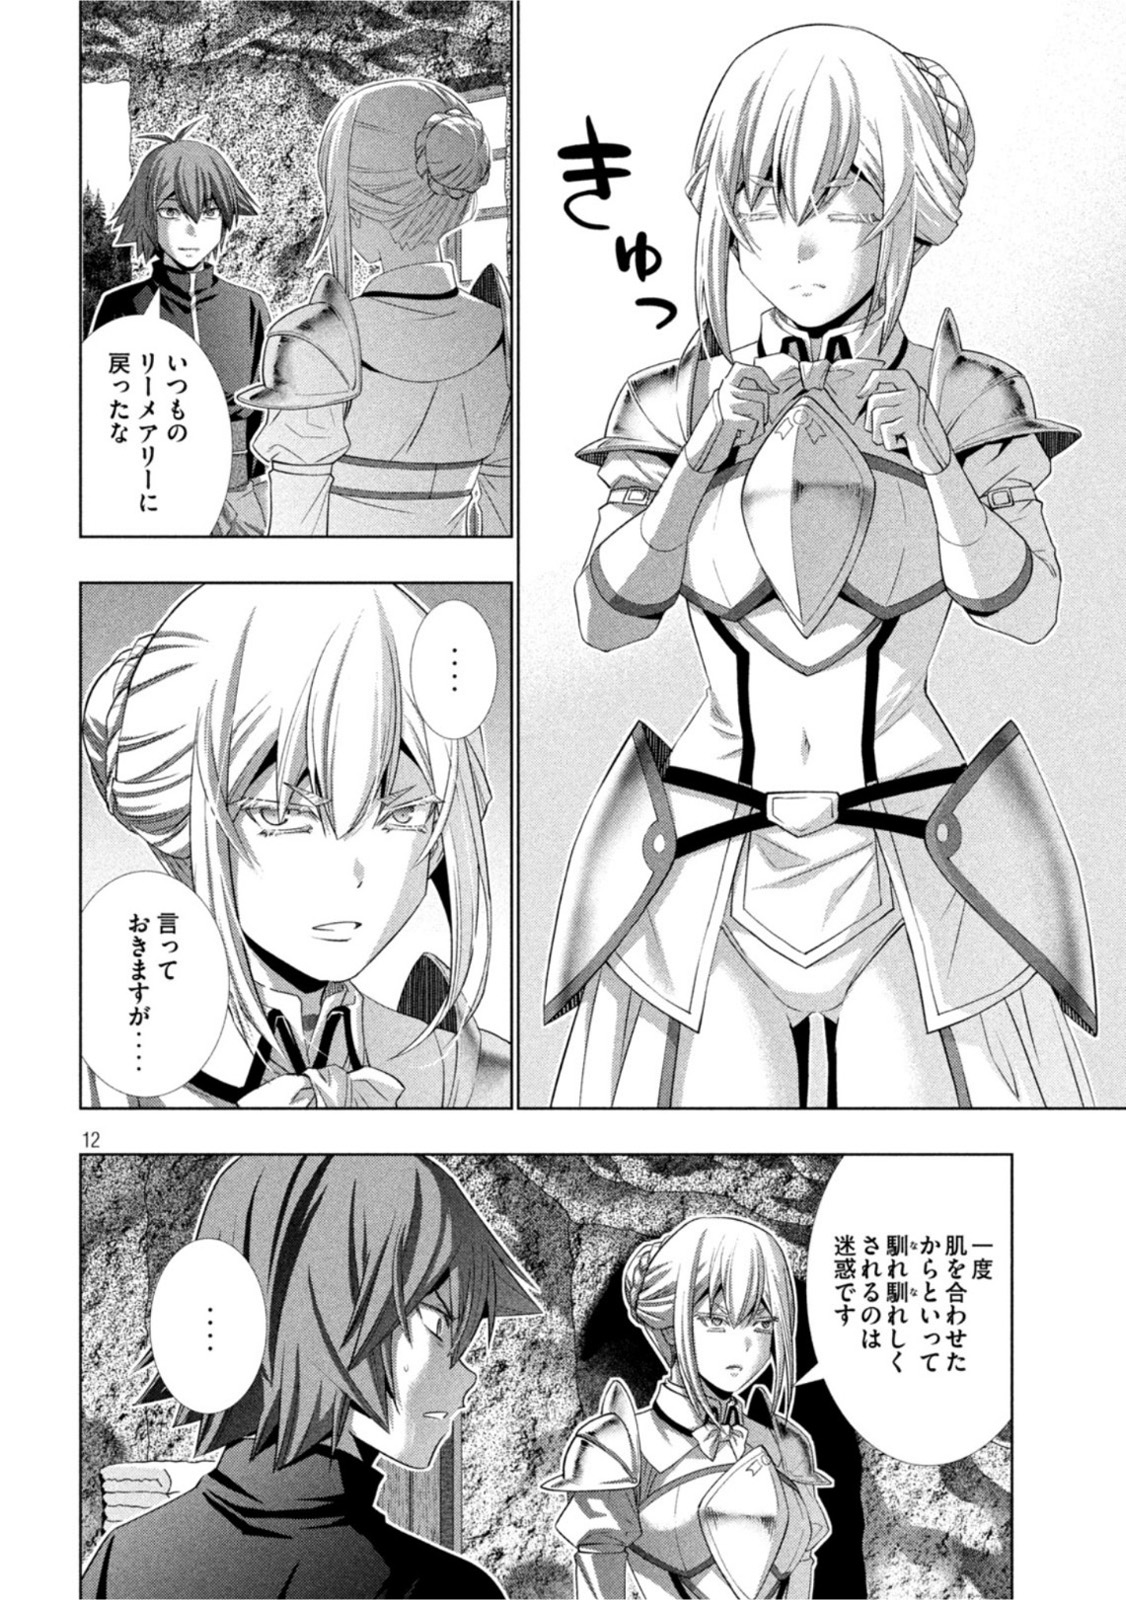 きゅっ
いつもの
リーメアリーに
戻ったな
‥‥
言って
おきますが‥‥
12
一度
肌を合わせた
からといって
馴れ馴れしく
されるのは
迷惑です
‥‥